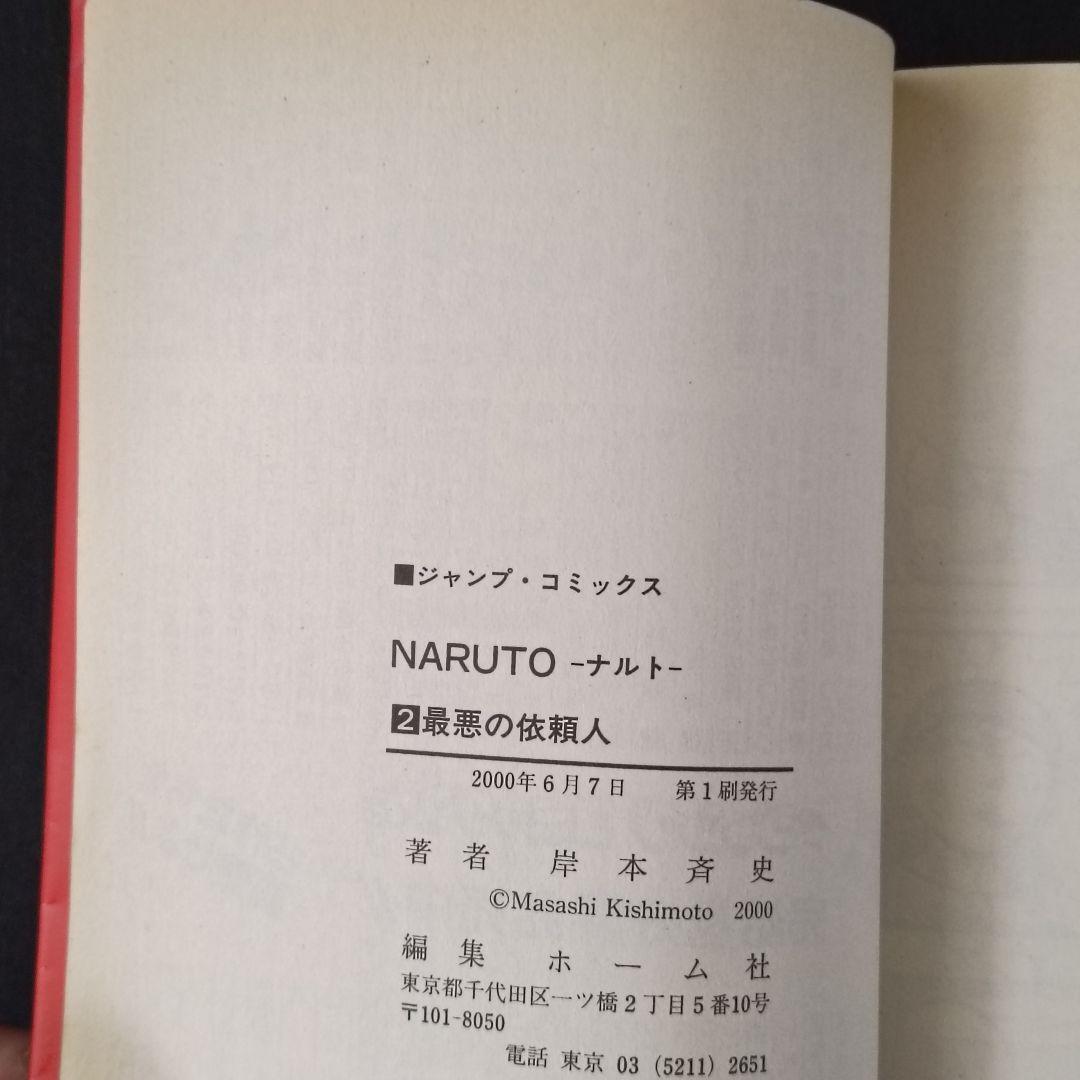 ■ジャンプ・コミックス
NARUTO -ナルト-
2最悪の依頼人
2000年6月7日 第1刷発行
著者 岸本斉史
©Masashi Kishimoto 2000
編集 ホーム社
東京都千代田区一ツ橋2丁目5番10号
〒101-8050
電話 東京 03 (5211) 2651